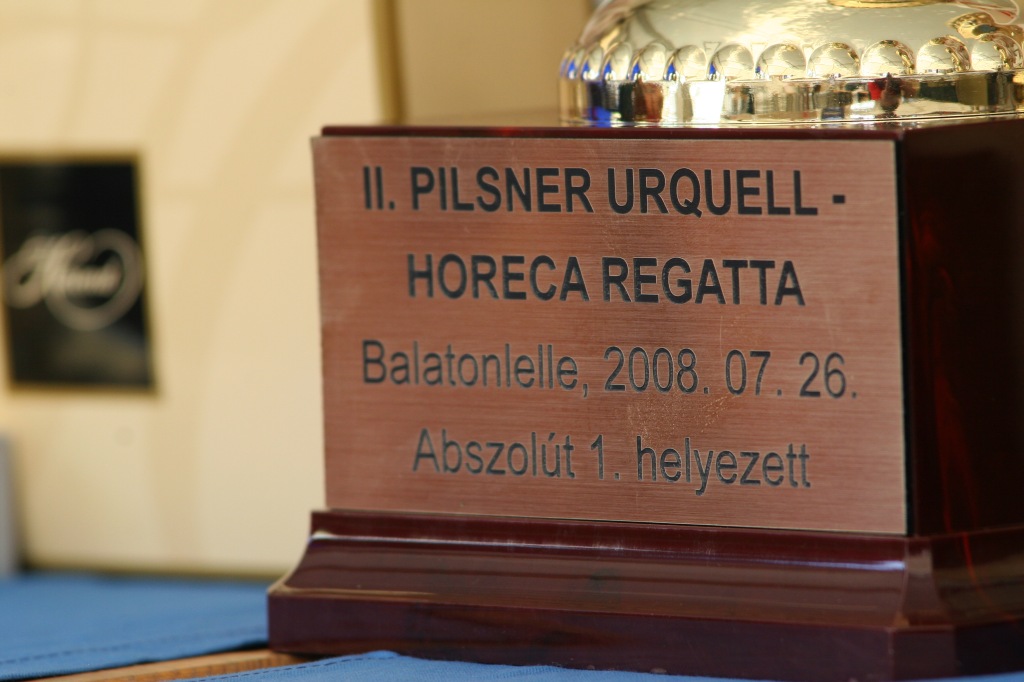 II. PILSNER URQUELL -
HORECA REGATTA
Balatonlelle, 2008. 07. 26.
Abszolút 1. helyezett